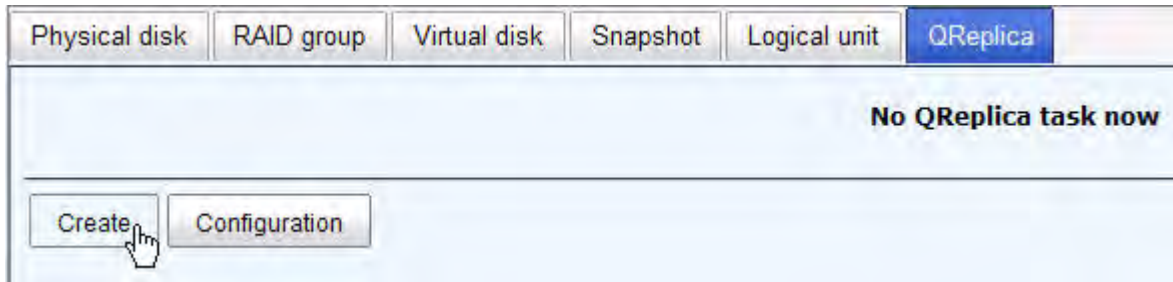 Physical disk RAID group Virtual disk Snapshot Logical unit QReplica
No QReplica task now
Create Configuration